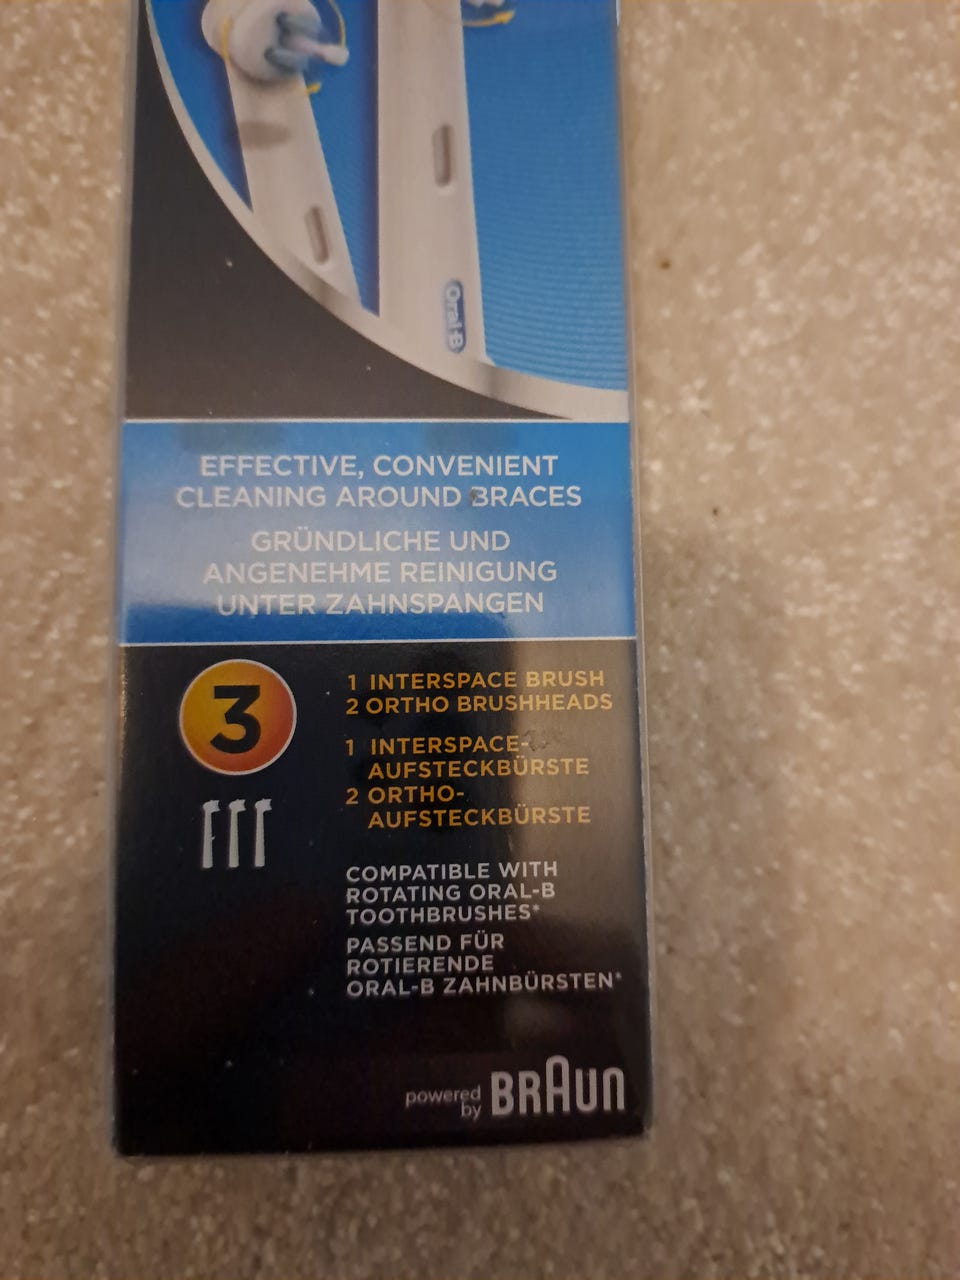 Oral-B
EFFECTIVE, CONVENIENT
CLEANING AROUND BRACES
GRÜNDLICHE UND
ANGENEHME REINIGUNG
UNTER ZAHNSPANGEN
3
1 INTERSPACE BRUSH
2 ORTHO BRUSHHEADS
1 INTERSPACE-
AUFSTECKBÜRSTE
2 ORTHO-
AUFSTECKBÜRSTE
COMPATIBLE WITH
ROTATING ORAL-B
TOOTHBRUSHES*
PASSEND FÜR
ROTIERENDE
ORAL-B ZAHNBÜRSTEN*
powered
by BRAUN